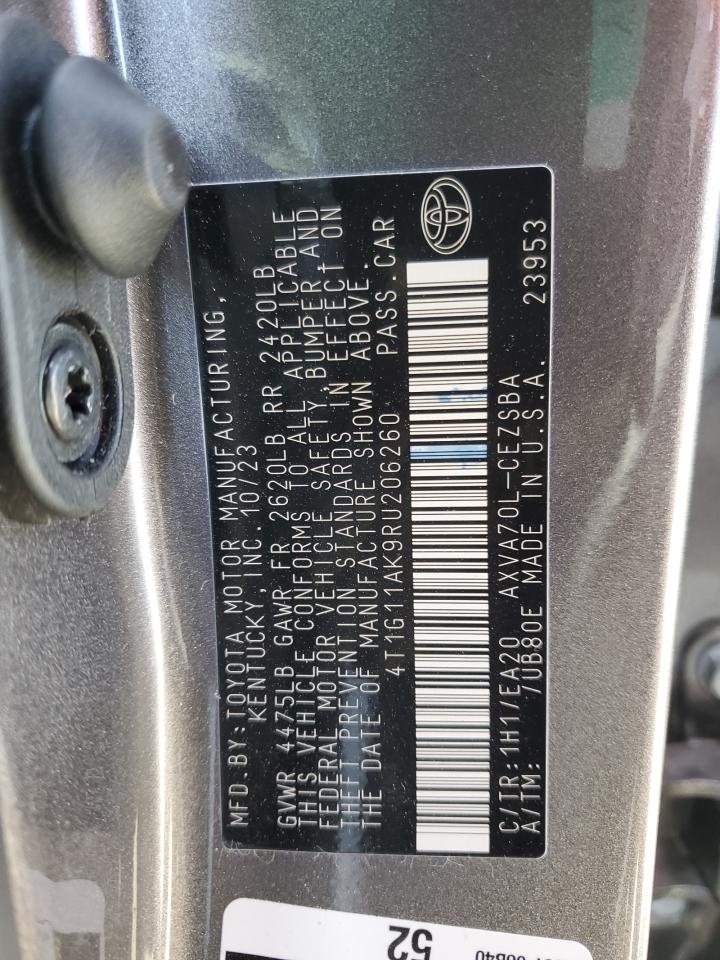 MFD.BY:TOYOTA MOTOR MANUFACTURING,
KENTUCKY, INC. 10/23
GVWR 4475LB GAWR FR 2620LB RR 2420LB
THIS VEHICLE CONFORMS TO ALL APPLICABLE
FEDERAL MOTOR VEHICLE SAFETY, BUMPER AND
THEFT PREVENTION STANDARDS IN EFFECT ON
THE DATE OF MANUFACTURE SHOWN ABOVE.
4T1G11AK9RU206260 PASS.CAR
C/TR:1H1/EA20 AXVA70L-CEZSBA
A/TM: 7UB80E MADE IN U.S.A. 23953
52